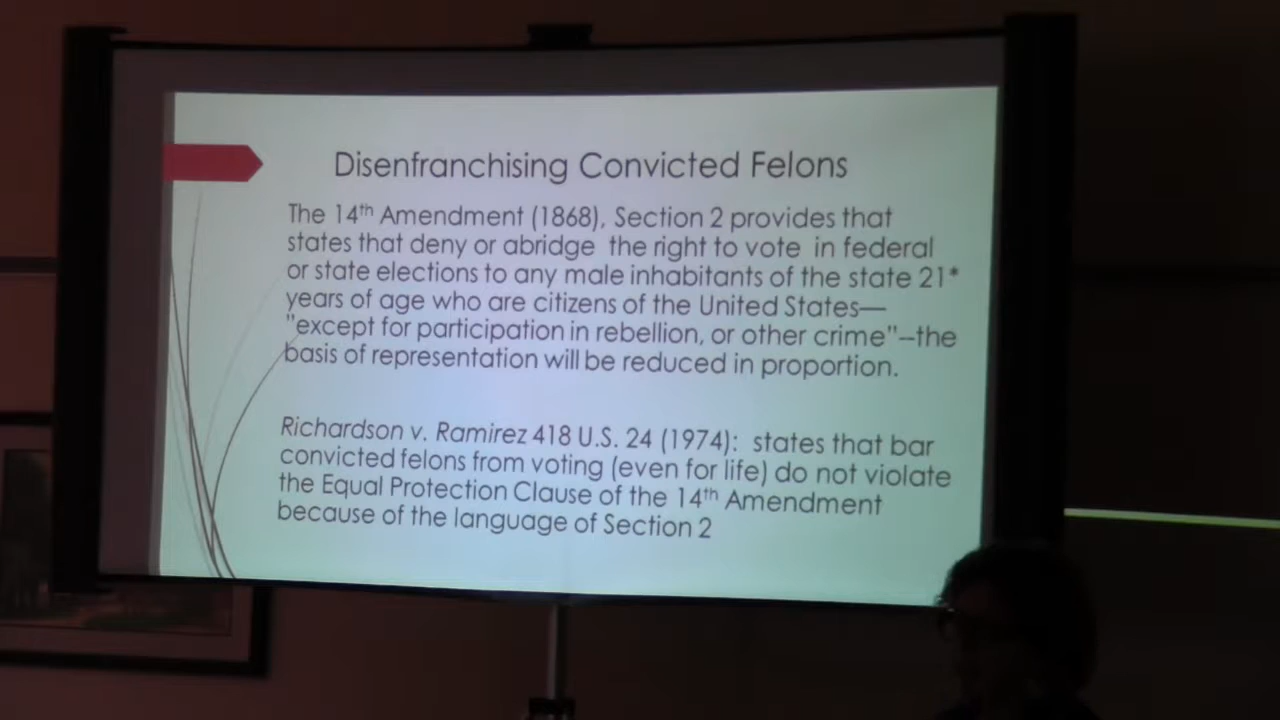 Disenfranchising Convicted Felons
The 14th Amendment (1868), Section 2 provides that
states that deny or abridge the right to vote in federal
or state elections to any male inhabitants of the state 21*
years of age who are citizens of the United States—
"except for participation in rebellion, or other crime"--the
basis of representation will be reduced in proportion.
Richardson v. Ramirez 418 U.S. 24 (1974): states that bar
convicted felons from voting (even for life) do not violate
the Equal Protection Clause of the 14th Amendment
because of the language of Section 2